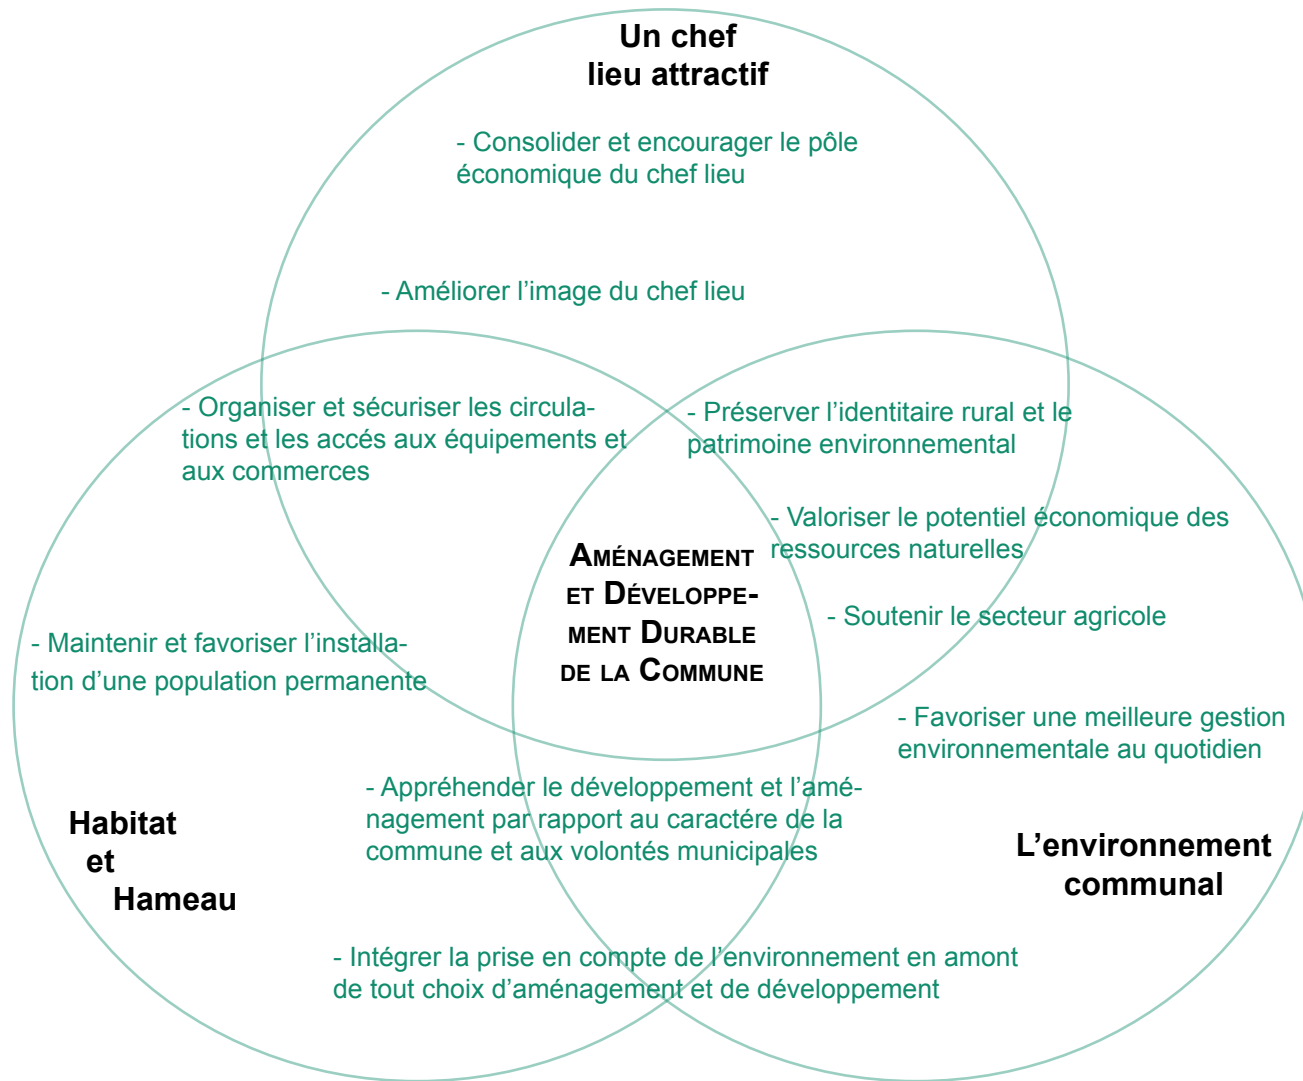 Un chef
lieu attractif
- Consolider et encourager le pôle
économique du chef lieu
- Améliorer l’image du chef lieu
- Organiser et sécuriser les circula-
tions et les accés aux équipements et
aux commerces
- Préserver l’identitaire rural et le
patrimoine environnemental
- Valoriser le potentiel économique des
ressources naturelles
AMÉNAGEMENT
ET DÉVELOPPE-
MENT DURABLE
DE LA COMMUNE
- Soutenir le secteur agricole
- Maintenir et favoriser l’installa-
tion d’une population permanente
- Favoriser une meilleure gestion
environnementale au quotidien
- Appréhender le développement et l’amé-
nagement par rapport au caractére de la
commune et aux volontés municipales
Habitat
et
Hameau
L’environnement
communal
- Intégrer la prise en compte de l’environnement en amont
de tout choix d’aménagement et de développement